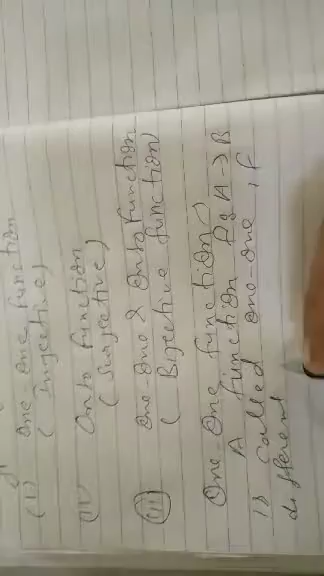 (i) one one function
( Injective)
(ii) Onto function
( Surjective)
(iii) one-one & Onto function
( Bijective function)
One One function)
A function f: A → B
is called one-one, if
different